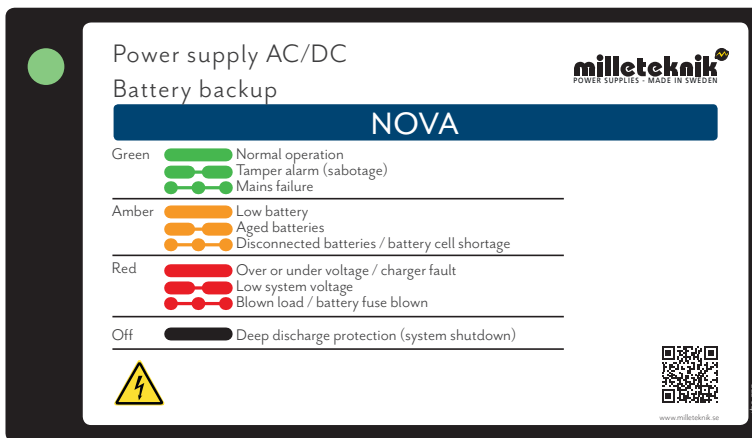 Power supply AC/DC
Battery backup
milleteknik
POWER SUPPLIES - MADE IN SWEDEN
NOVA
Green Normal operation
Tamper alarm (sabotage)
Mains failure
Amber Low battery
Aged batteries
Disconnected batteries / battery cell shortage
Red Over or under voltage / charger fault
Low system voltage
Blown load / battery fuse blown
Off Deep discharge protection (system shutdown)
www.milleteknik.se